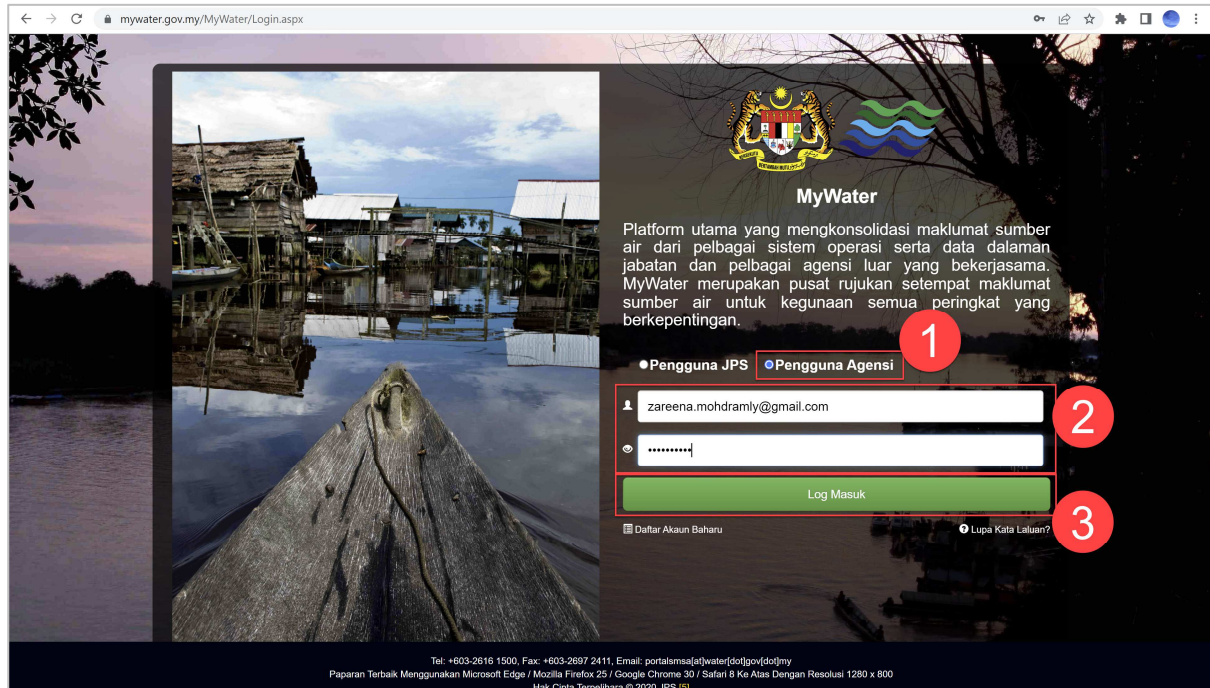 mywater.gov.my/MyWater/Login.aspx
MyWater
Platform utama yang mengkonsolidasi maklumat sumber
air dari pelbagai sistem operasi serta data dalaman
jabatan dan pelbagai agensi luar yang bekerjasama.
MyWater merupakan pusat rujukan setempat maklumat
sumber air untuk kegunaan semua peringkat yang
berkepentingan.
1
Pengguna JPS Pengguna Agensi
zareena.mohdramly@gmail.com
2
••••••••••
Log Masuk
3
Daftar Akaun Baharu Lupa Kata Laluan?
Tel: +603-2616 1500, Fax: +603-2697 2411, Email: portalsmsa[at]water[dot]gov[dot]my
Paparan Terbaik Menggunakan Microsoft Edge / Mozilla Firefox 25 / Google Chrome 30 / Safari 8 Ke Atas Dengan Resolusi 1280 x 800
Hak Cipta Terpelihara © 2020 JPS [5]